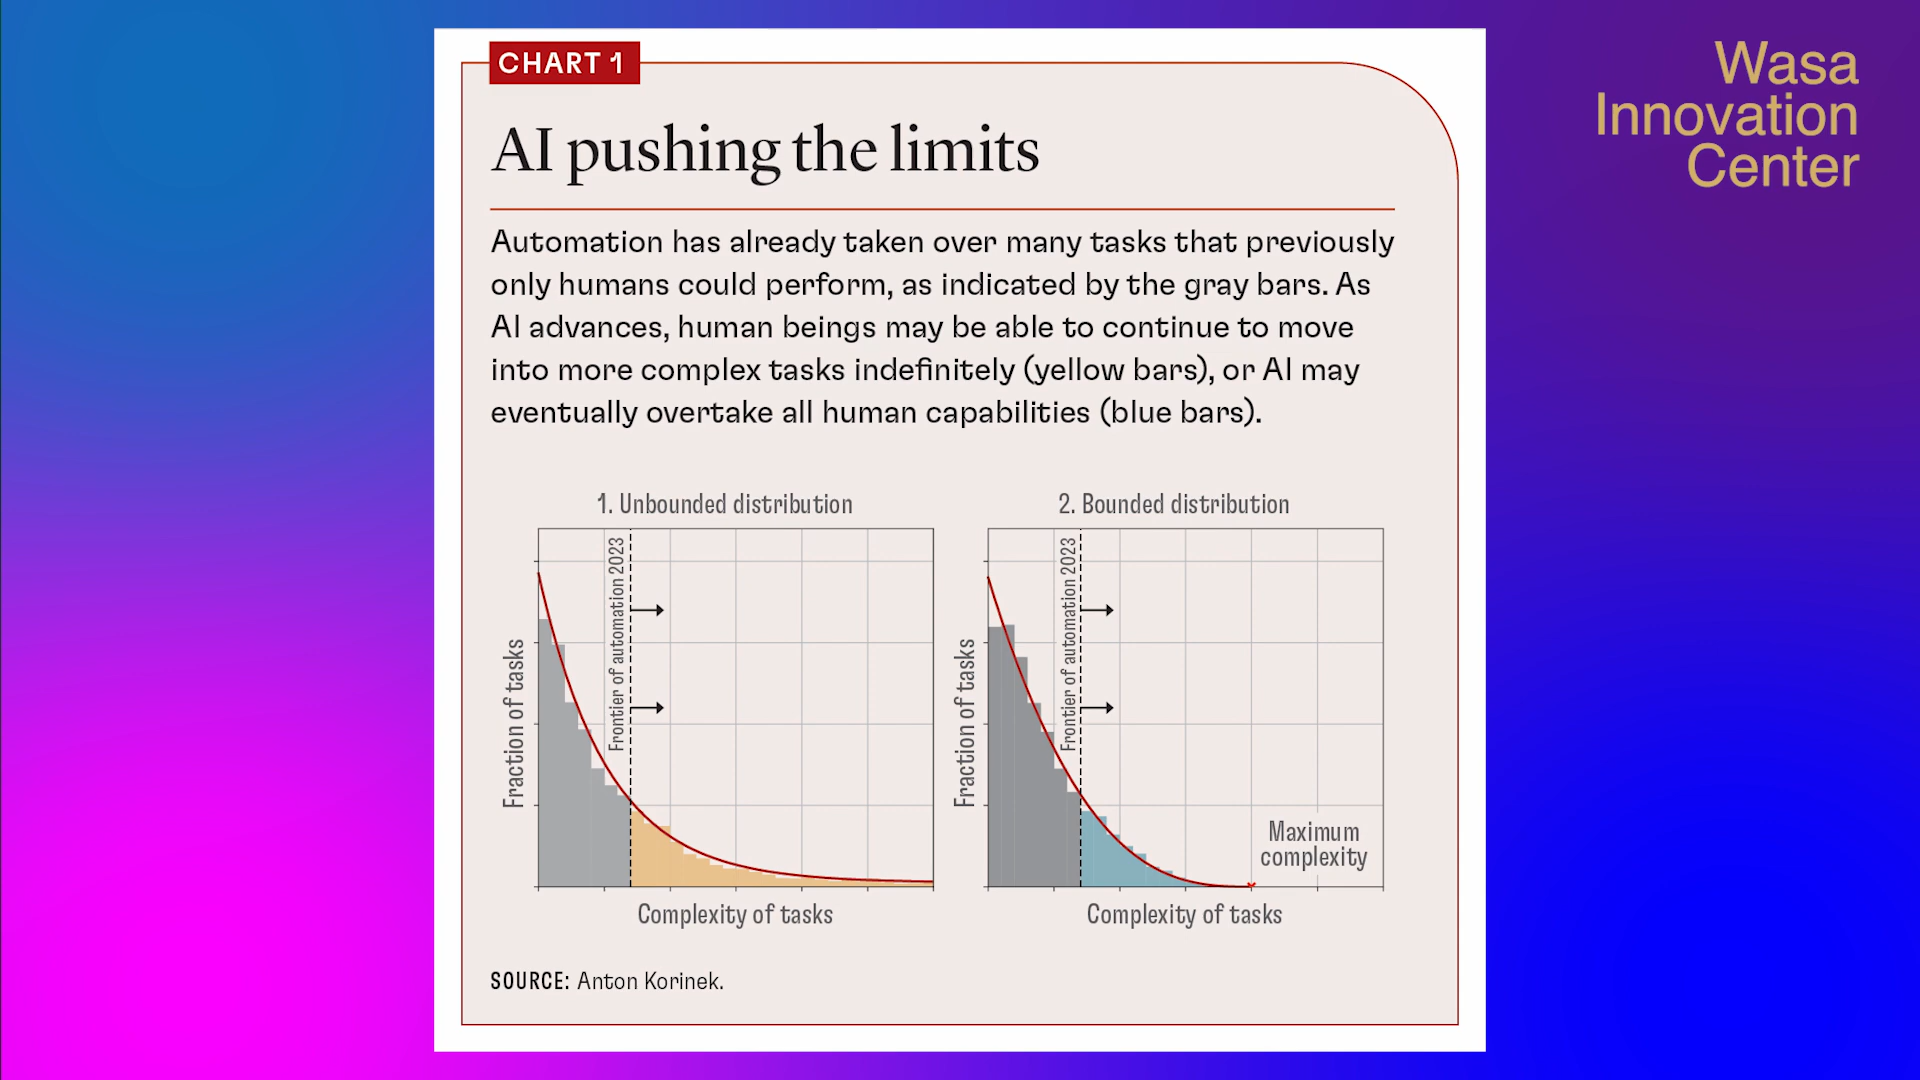 CHART 1
Wasa
Innovation
Center
AI pushing the limits
Automation has already taken over many tasks that previously
only humans could perform, as indicated by the gray bars. As
AI advances, human beings may be able to continue to move
into more complex tasks indefinitely (yellow bars), or AI may
eventually overtake all human capabilities (blue bars).
1. Unbounded distribution
Fraction of tasks
Frontier of automation 2023
Complexity of tasks
2. Bounded distribution
Fraction of tasks
Frontier of automation 2023
Maximum
complexity
Complexity of tasks
SOURCE: Anton Korinek.